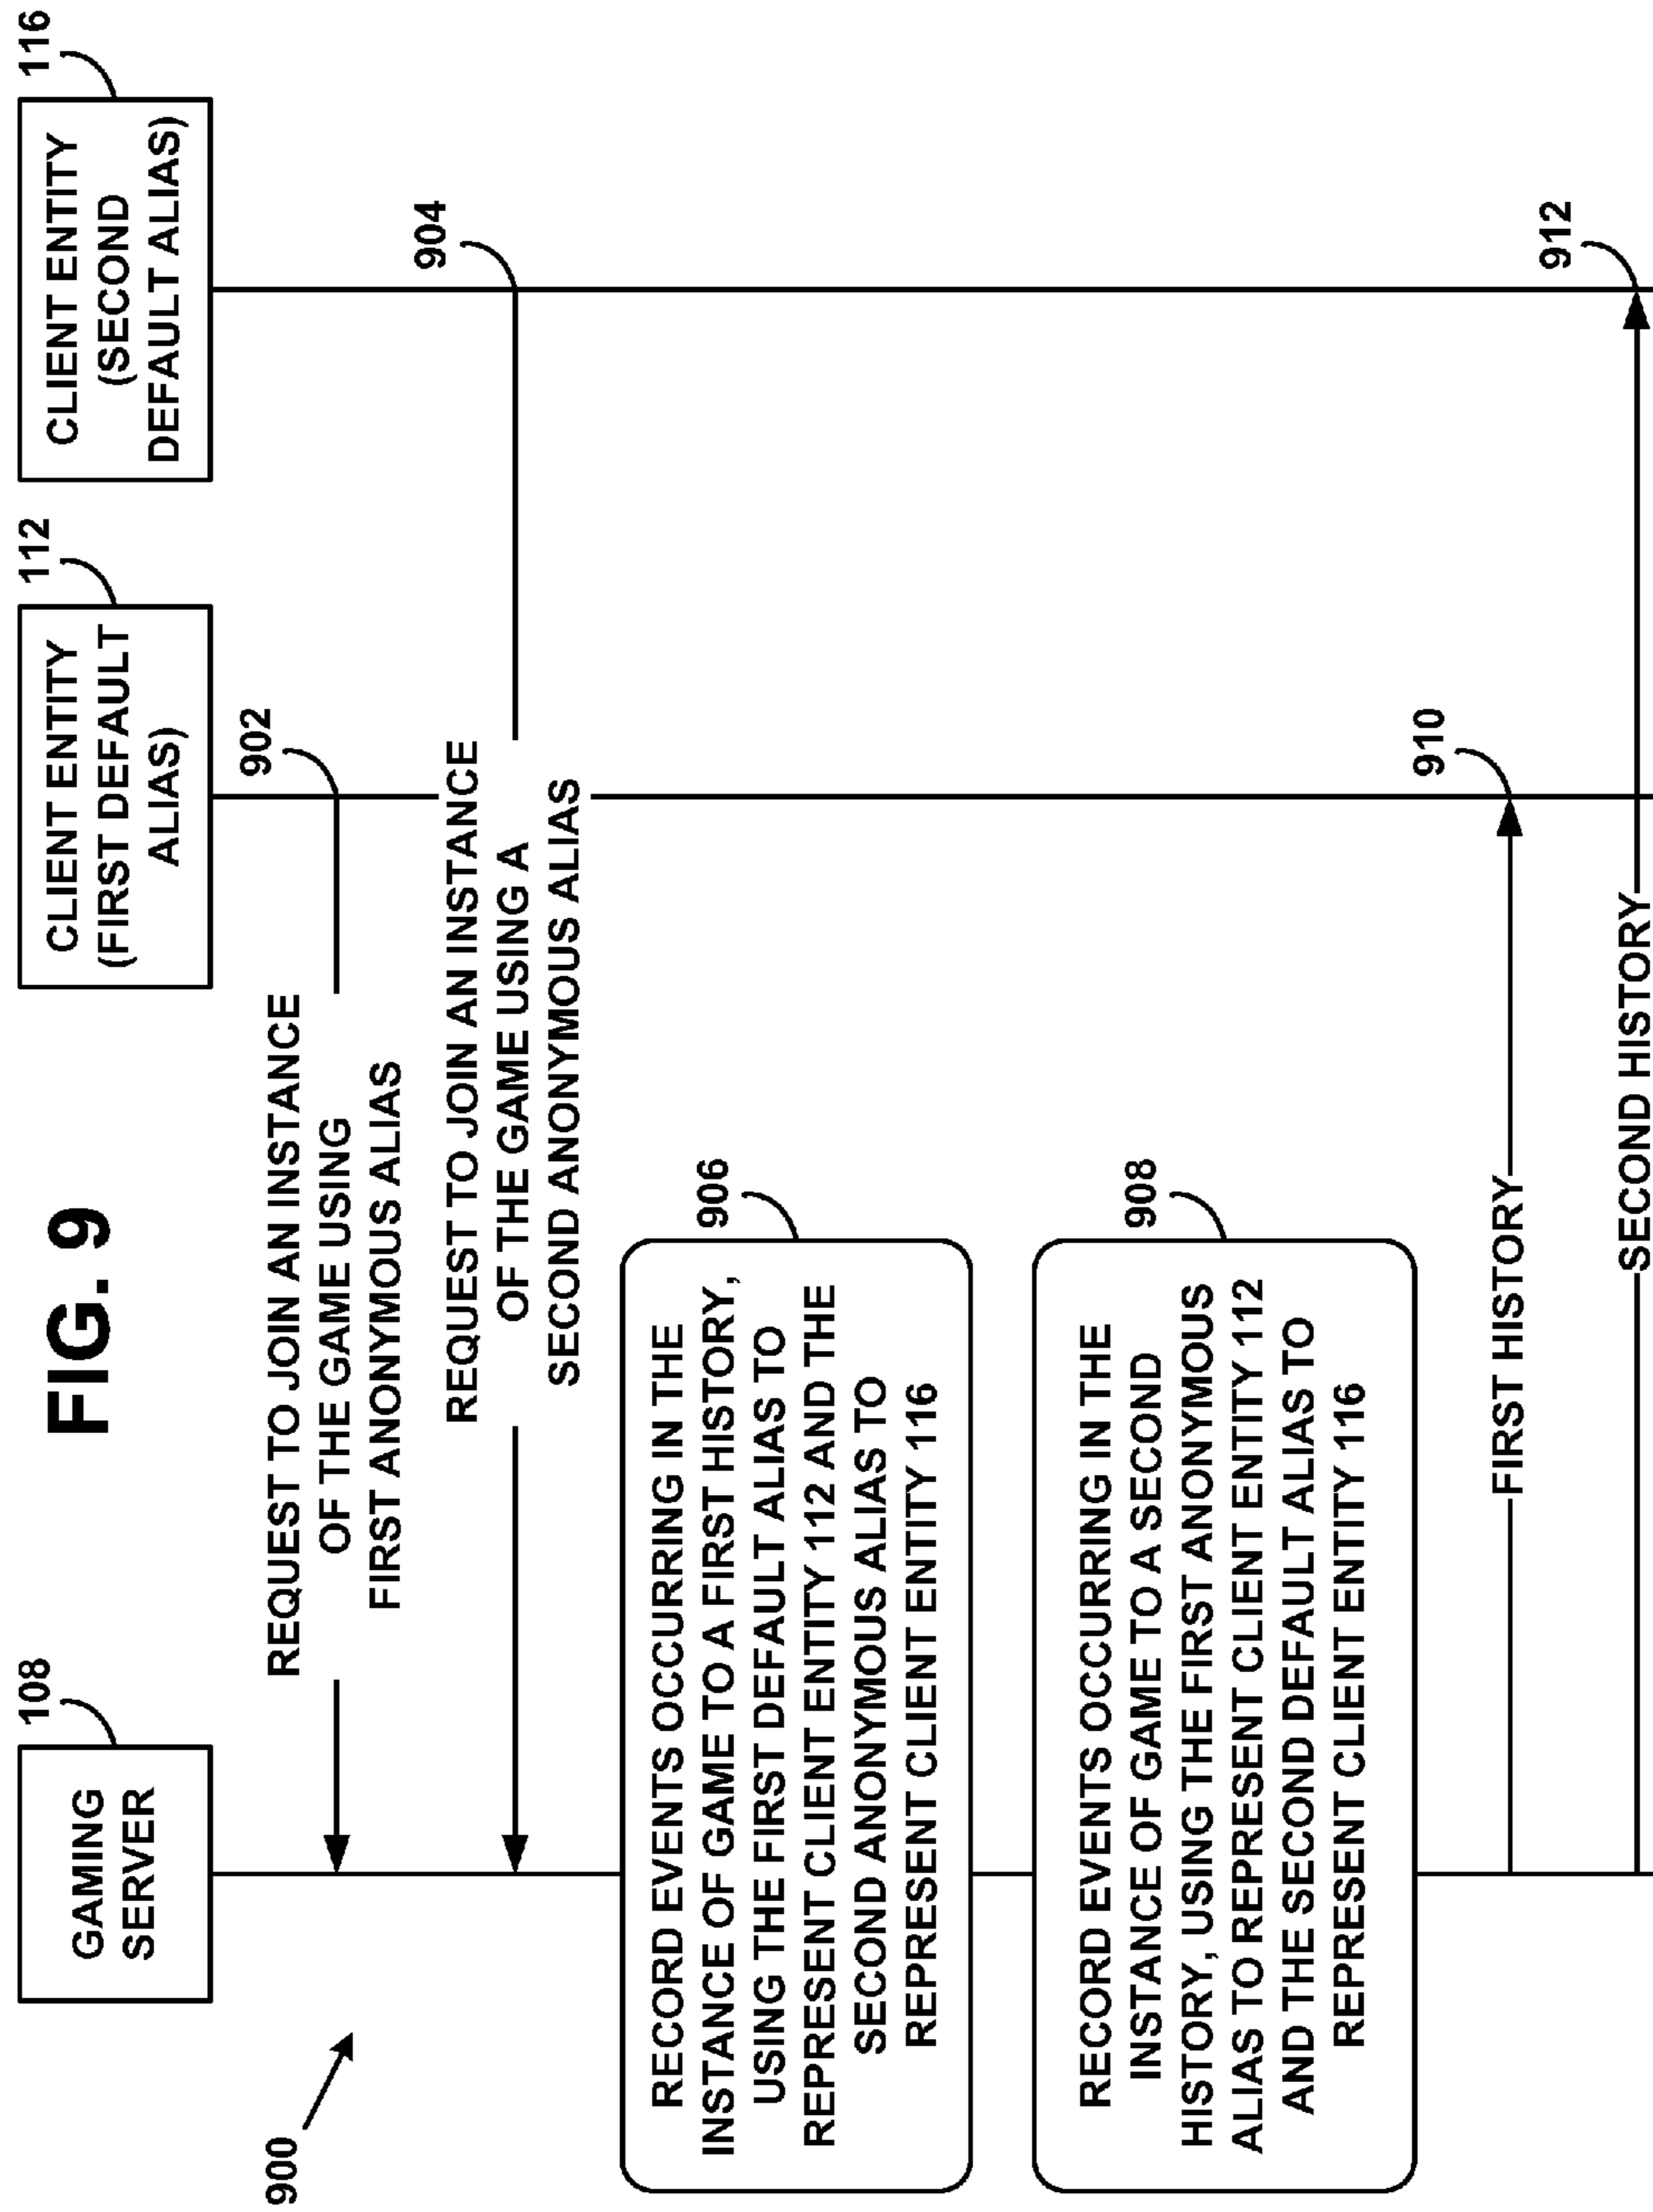 FIG. 9
900
108
GAMING
SERVER
112
CLIENT ENTITY
(FIRST DEFAULT
ALIAS)
116
CLIENT ENTITY
(SECOND
DEFAULT ALIAS)
902
REQUEST TO JOIN AN INSTANCE
OF THE GAME USING
FIRST ANONYMOUS ALIAS
904
REQUEST TO JOIN AN INSTANCE
OF THE GAME USING A
SECOND ANONYMOUS ALIAS
906
RECORD EVENTS OCCURRING IN THE
INSTANCE OF GAME TO A FIRST HISTORY,
USING THE FIRST DEFAULT ALIAS TO
REPRESENT CLIENT ENTITY 112 AND THE
SECOND ANONYMOUS ALIAS TO
REPRESENT CLIENT ENTITY 116
908
RECORD EVENTS OCCURRING IN THE
INSTANCE OF GAME TO A SECOND
HISTORY, USING THE FIRST ANONYMOUS
ALIAS TO REPRESENT CLIENT ENTITY 112
AND THE SECOND DEFAULT ALIAS TO
REPRESENT CLIENT ENTITY 116
910
FIRST HISTORY
912
SECOND HISTORY